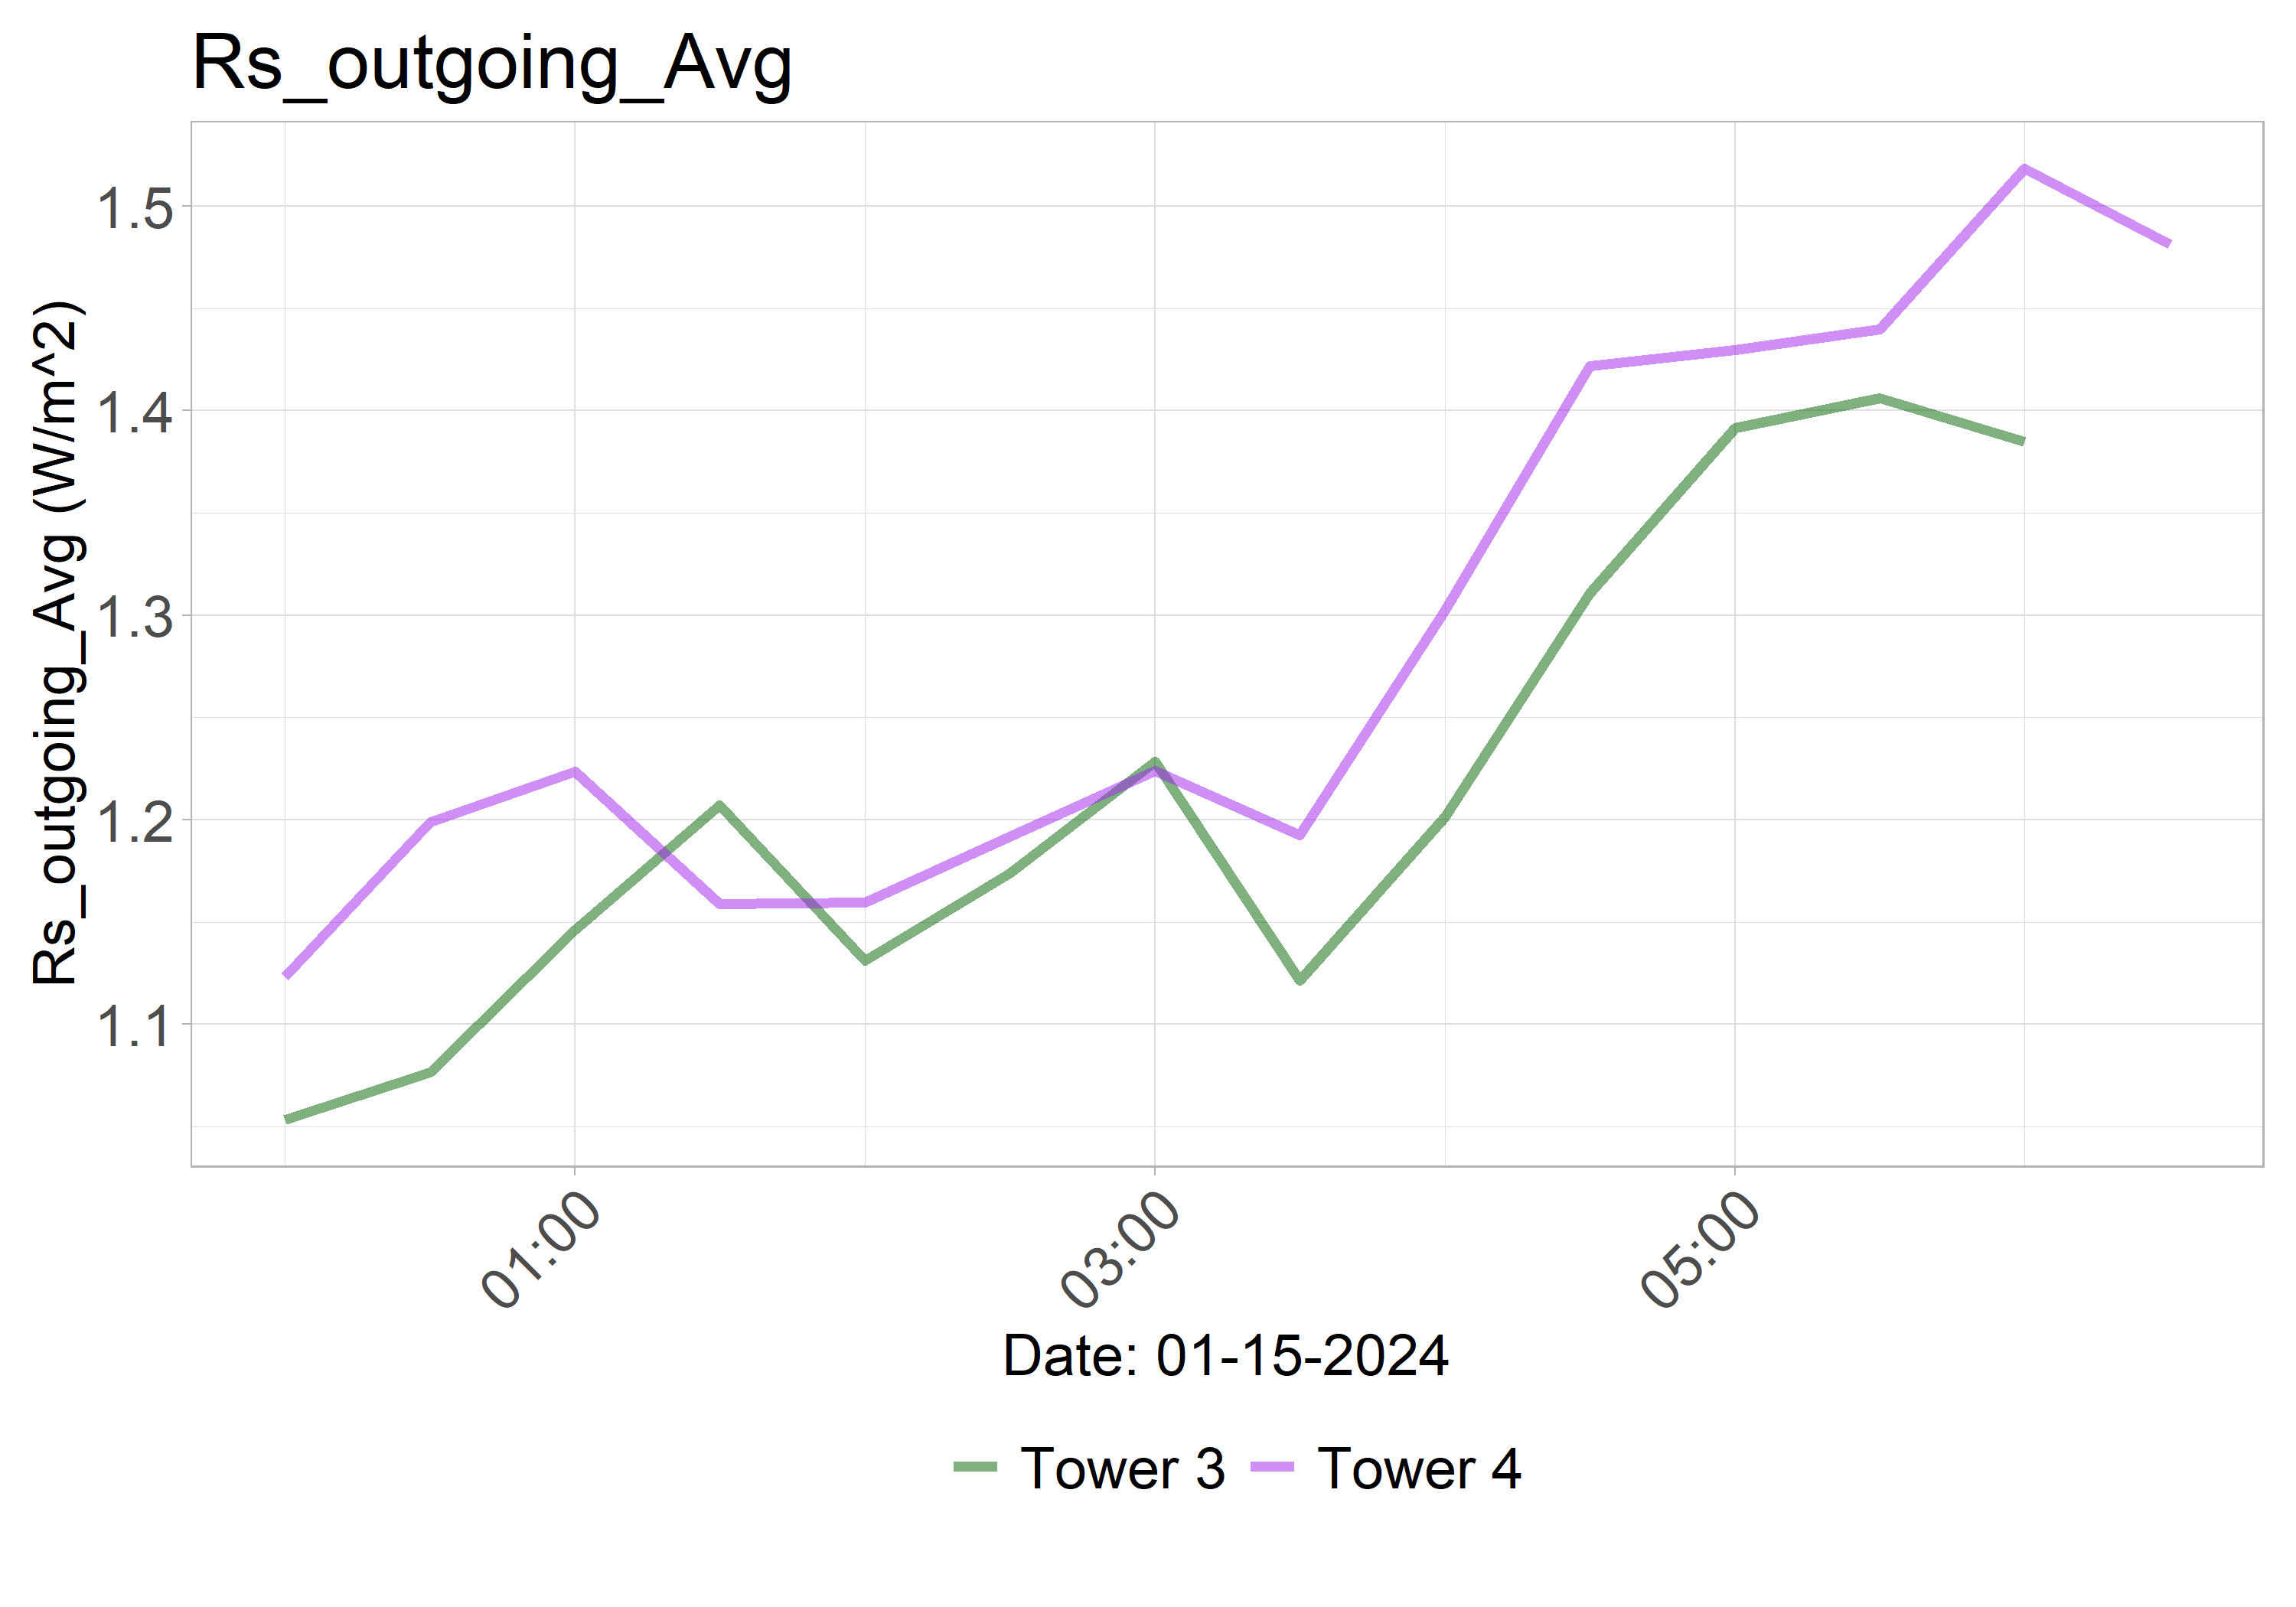 Rs_outgoing_Avg
Rs_outgoing_Avg (W/m^2)
1.5
1.4
1.3
1.2
1.1
01:00
03:00
05:00
Date: 01-15-2024
Tower 3
Tower 4